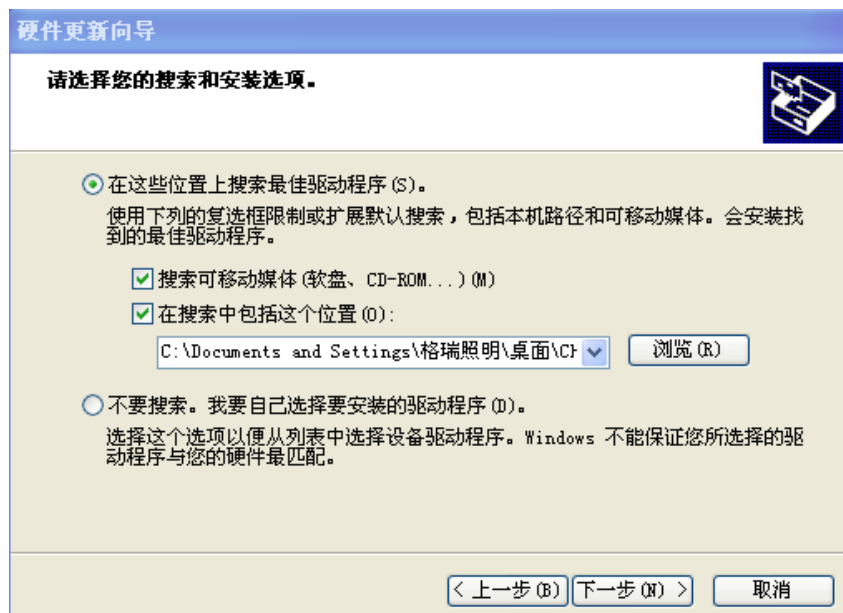 硬件更新向导
请选择您的搜索和安装选项。
在这些位置上搜索最佳驱动程序(S)。
使用下列的复选框限制或扩展默认搜索，包括本机路径和可移动媒体。会安装找
到的最佳驱动程序。
搜索可移动媒体(软盘、CD-ROM...)(M)
在搜索中包括这个位置(O):
C:\Documents and Settings\格瑞照明\桌面\CH
浏览(R)
不要搜索。我要自己选择要安装的驱动程序(D)。
选择这个选项以便从列表中选择设备驱动程序。Windows 不能保证您所选择的驱
动程序与您的硬件最匹配。
< 上一步(B) 下一步(N) > 取消